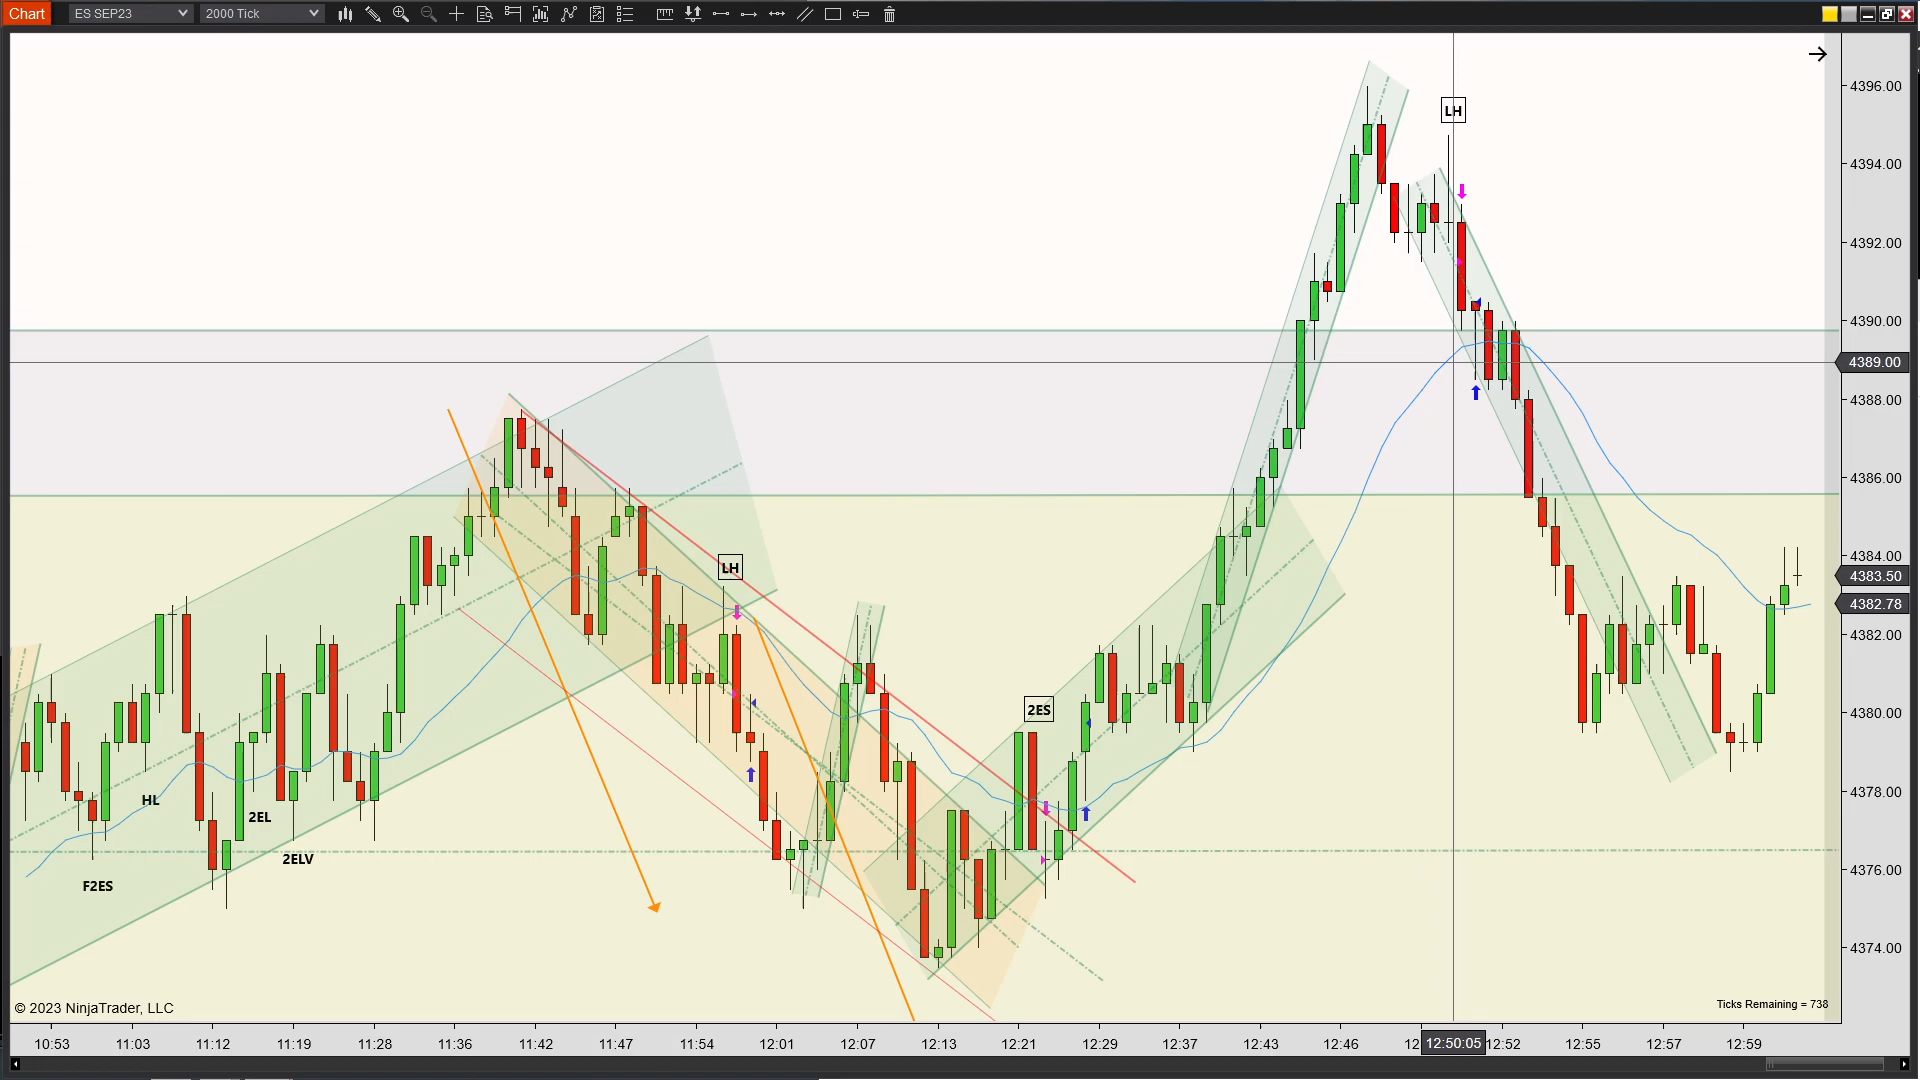 Chart ES SEP23 2000 Tick
4396.00
LH
4394.00
4392.00
4390.00
4389.00
4388.00
4386.00
4384.00
LH
4383.50
4382.78
4382.00
2ES
4380.00
HL
4378.00
2EL
2ELV
4376.00
F2ES
4374.00
© 2023 NinjaTrader, LLC
Ticks Remaining = 738
10:53 11:03 11:12 11:19 11:28 11:36 11:42 11:47 11:54 12:01 12:07 12:13 12:21 12:29 12:37 12:43 12:46 12 12:50:05 12:52 12:55 12:57 12:59